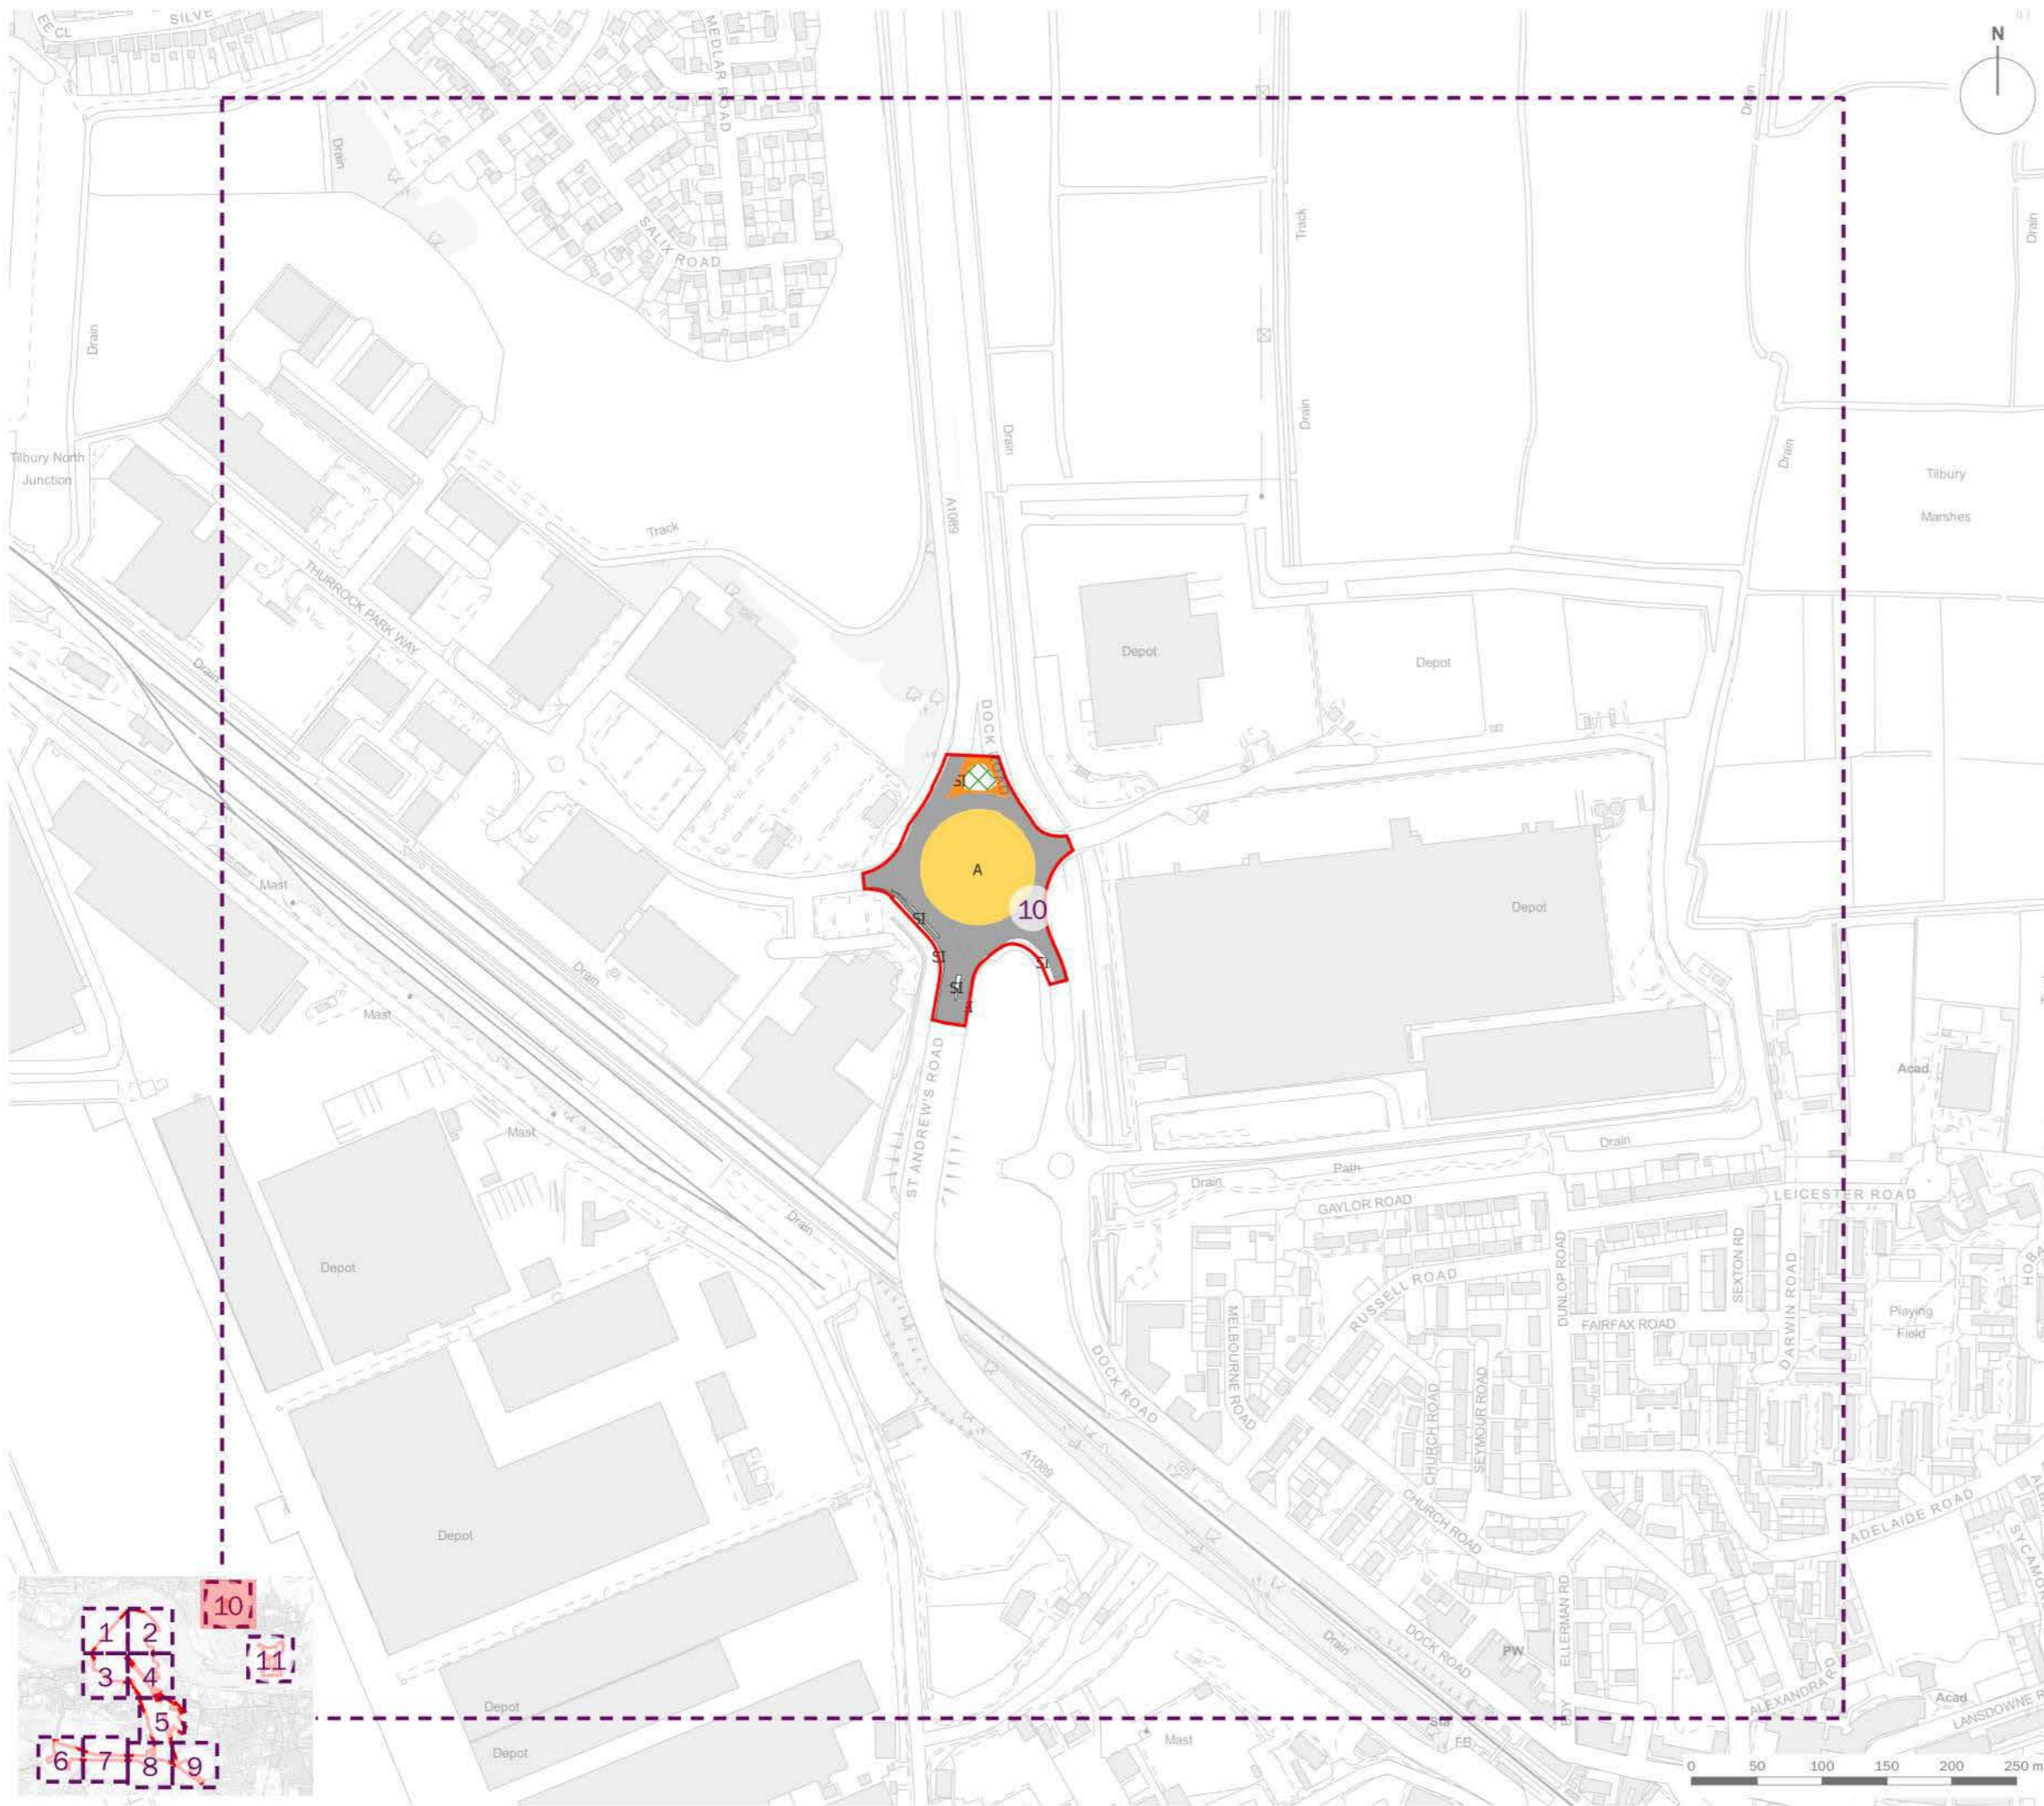 SILVE
EE CL
MEDLAR ROAD
N
Drain
Drain
SALIX ROAD
Track
Drain
Drain
Drain
Drain
Tilbury North
Junction
Drain
Tilbury
Marshes
A1089
Track
THURROCK PARK WAY
Depot
Depot
Drain
DOCK ROAD
SI
A
10
Depot
Mast
SI
SI
SI
SI
Drain
Mast
ST ANDREW'S ROAD
Acad
Mast
Drain
Path
Drain
GAYLOR ROAD
LEICESTER ROAD
Drain
Depot
RUSSELL ROAD
DUNLOP ROAD
SEXTON RD
DARWIN ROAD
HOBA
Playing
Field
FAIRFAX ROAD
MELBOURNE ROAD
DOCK ROAD
CHURCH ROAD
SEYMOUR ROAD
A1089
CHURCH ROAD
ADELAIDE ROAD
SYCAMO
Depot
ELLERMAN RD
Drain
DOCK ROAD
PW
ALEXANDRA RD
Acad
LANSDOWNE R
BDY
Depot
Depot
Mast
Sta
FB
10
1
2
3
4
11
5
6
7
8
9
0 50 100 150 200 250 m